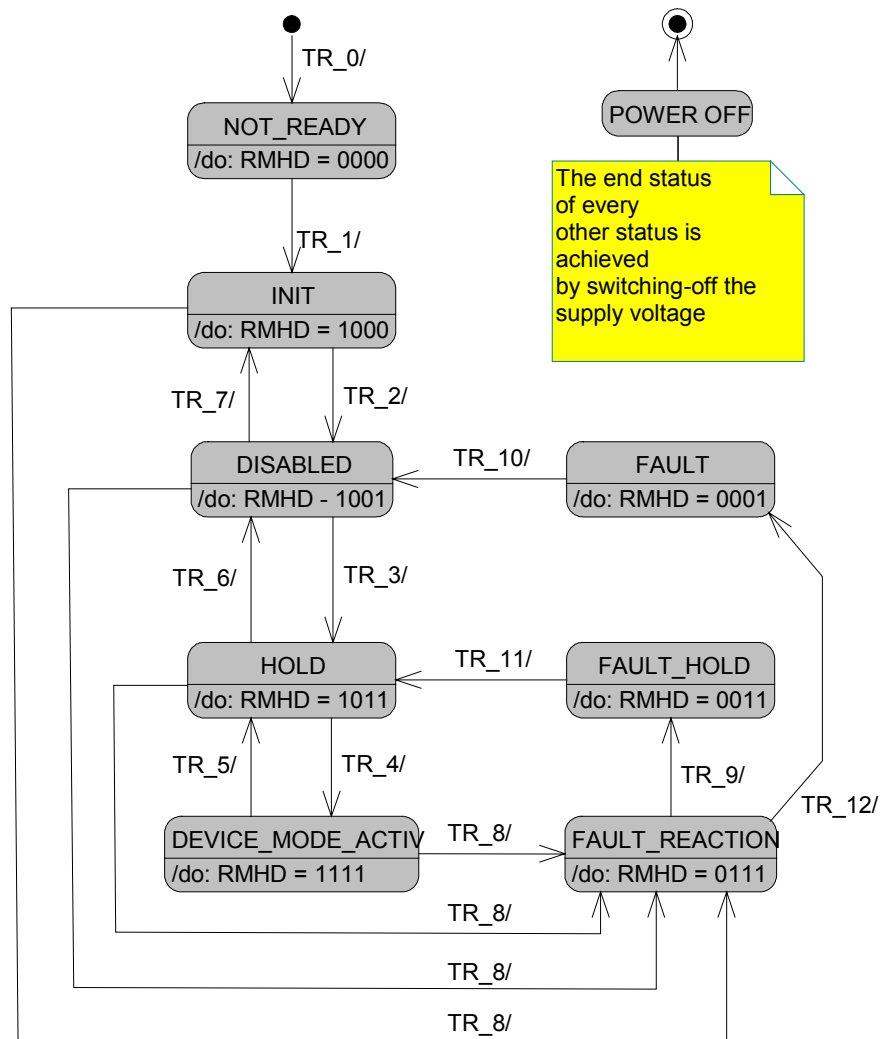 TR_0/
NOT_READY
/do: RMHD = 0000
POWER OFF
The end status
of every
other status is
achieved
by switching-off the
supply voltage
TR_1/
INIT
/do: RMHD = 1000
TR_7/
TR_2/
DISABLED
/do: RMHD - 1001
TR_10/
FAULT
/do: RMHD = 0001
TR_6/
TR_3/
HOLD
/do: RMHD = 1011
TR_11/
FAULT_HOLD
/do: RMHD = 0011
TR_5/
TR_4/
TR_9/
TR_12/
DEVICE_MODE_ACTIV
/do: RMHD = 1111
TR_8/
FAULT_REACTION
/do: RMHD = 0111
TR_8/
TR_8/
TR_8/